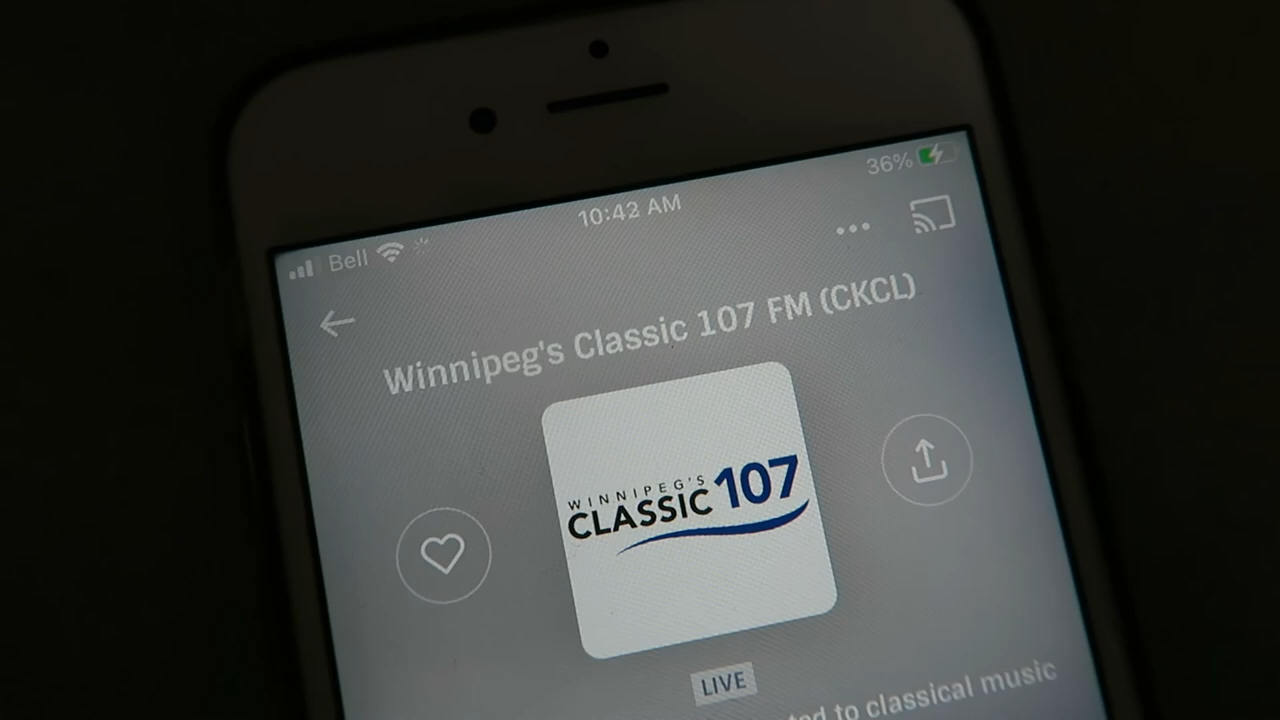 36%
10:42 AM
Bell
Winnipeg's Classic 107 FM (CKCL)
WINNIPEG'S
CLASSIC 107
LIVE
to classical music